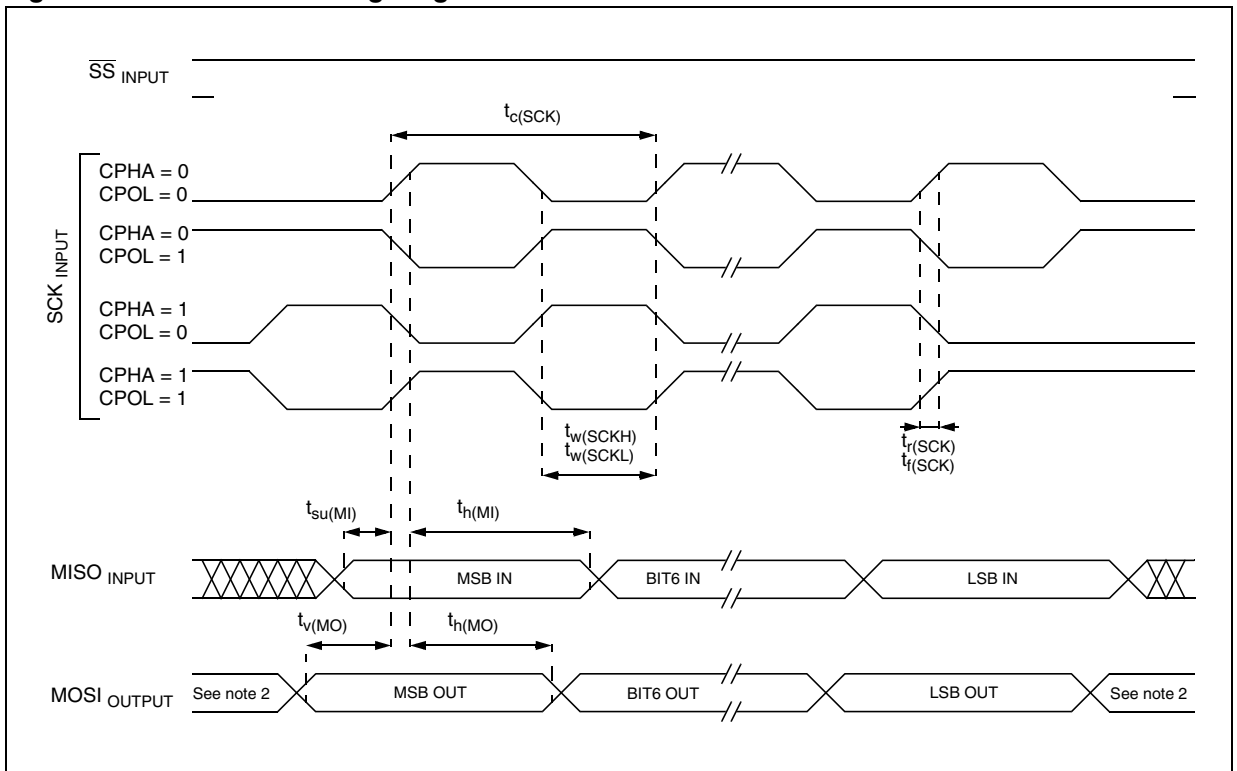 SS INPUT
tc(SCK)
SCK INPUT
CPHA = 0
CPOL = 0
CPHA = 0
CPOL = 1
CPHA = 1
CPOL = 0
CPHA = 1
CPOL = 1
tw(SCKH)
tw(SCKL)
tr(SCK)
tf(SCK)
tsu(MI)
th(MI)
MISO INPUT
MSB IN
BIT6 IN
LSB IN
tv(MO)
th(MO)
MOSI OUTPUT
See note 2
MSB OUT
BIT6 OUT
LSB OUT
See note 2